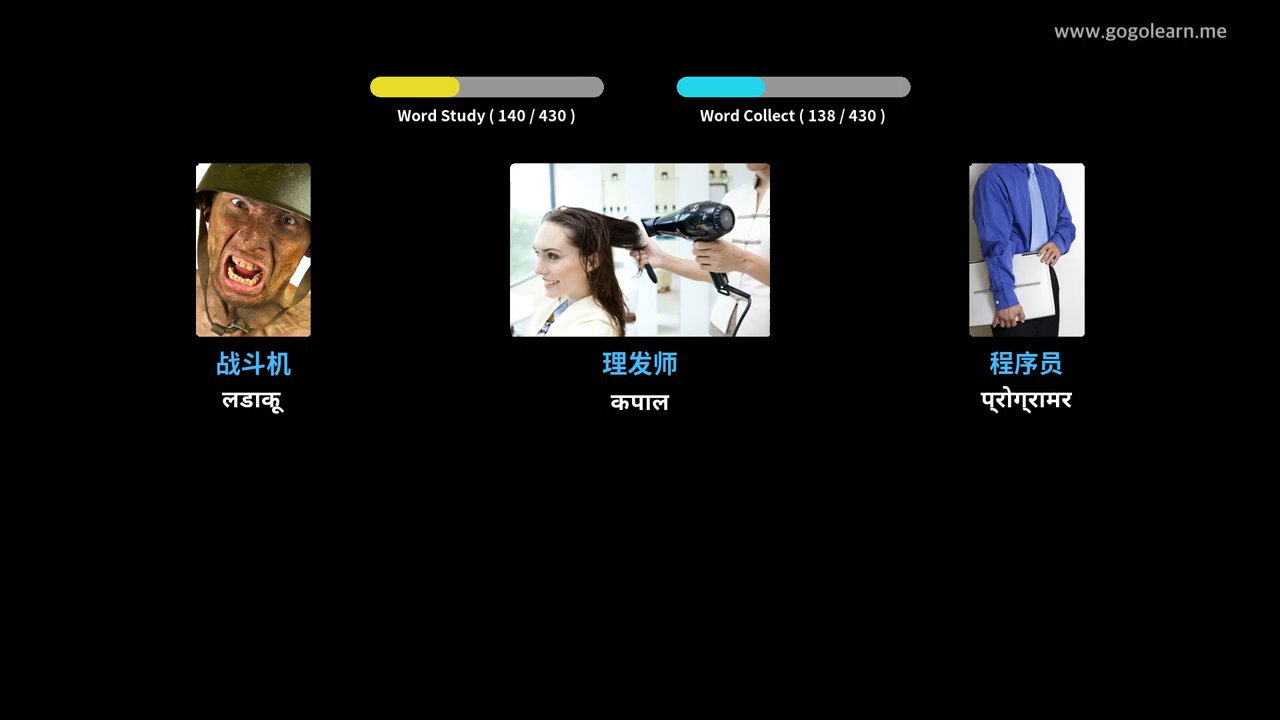 www.gogolearn.me
Word Study ( 140 / 430 )
Word Collect ( 138 / 430 )
战斗机
लडाकू
理发师
कपाल
程序员
प्रोग्रामर